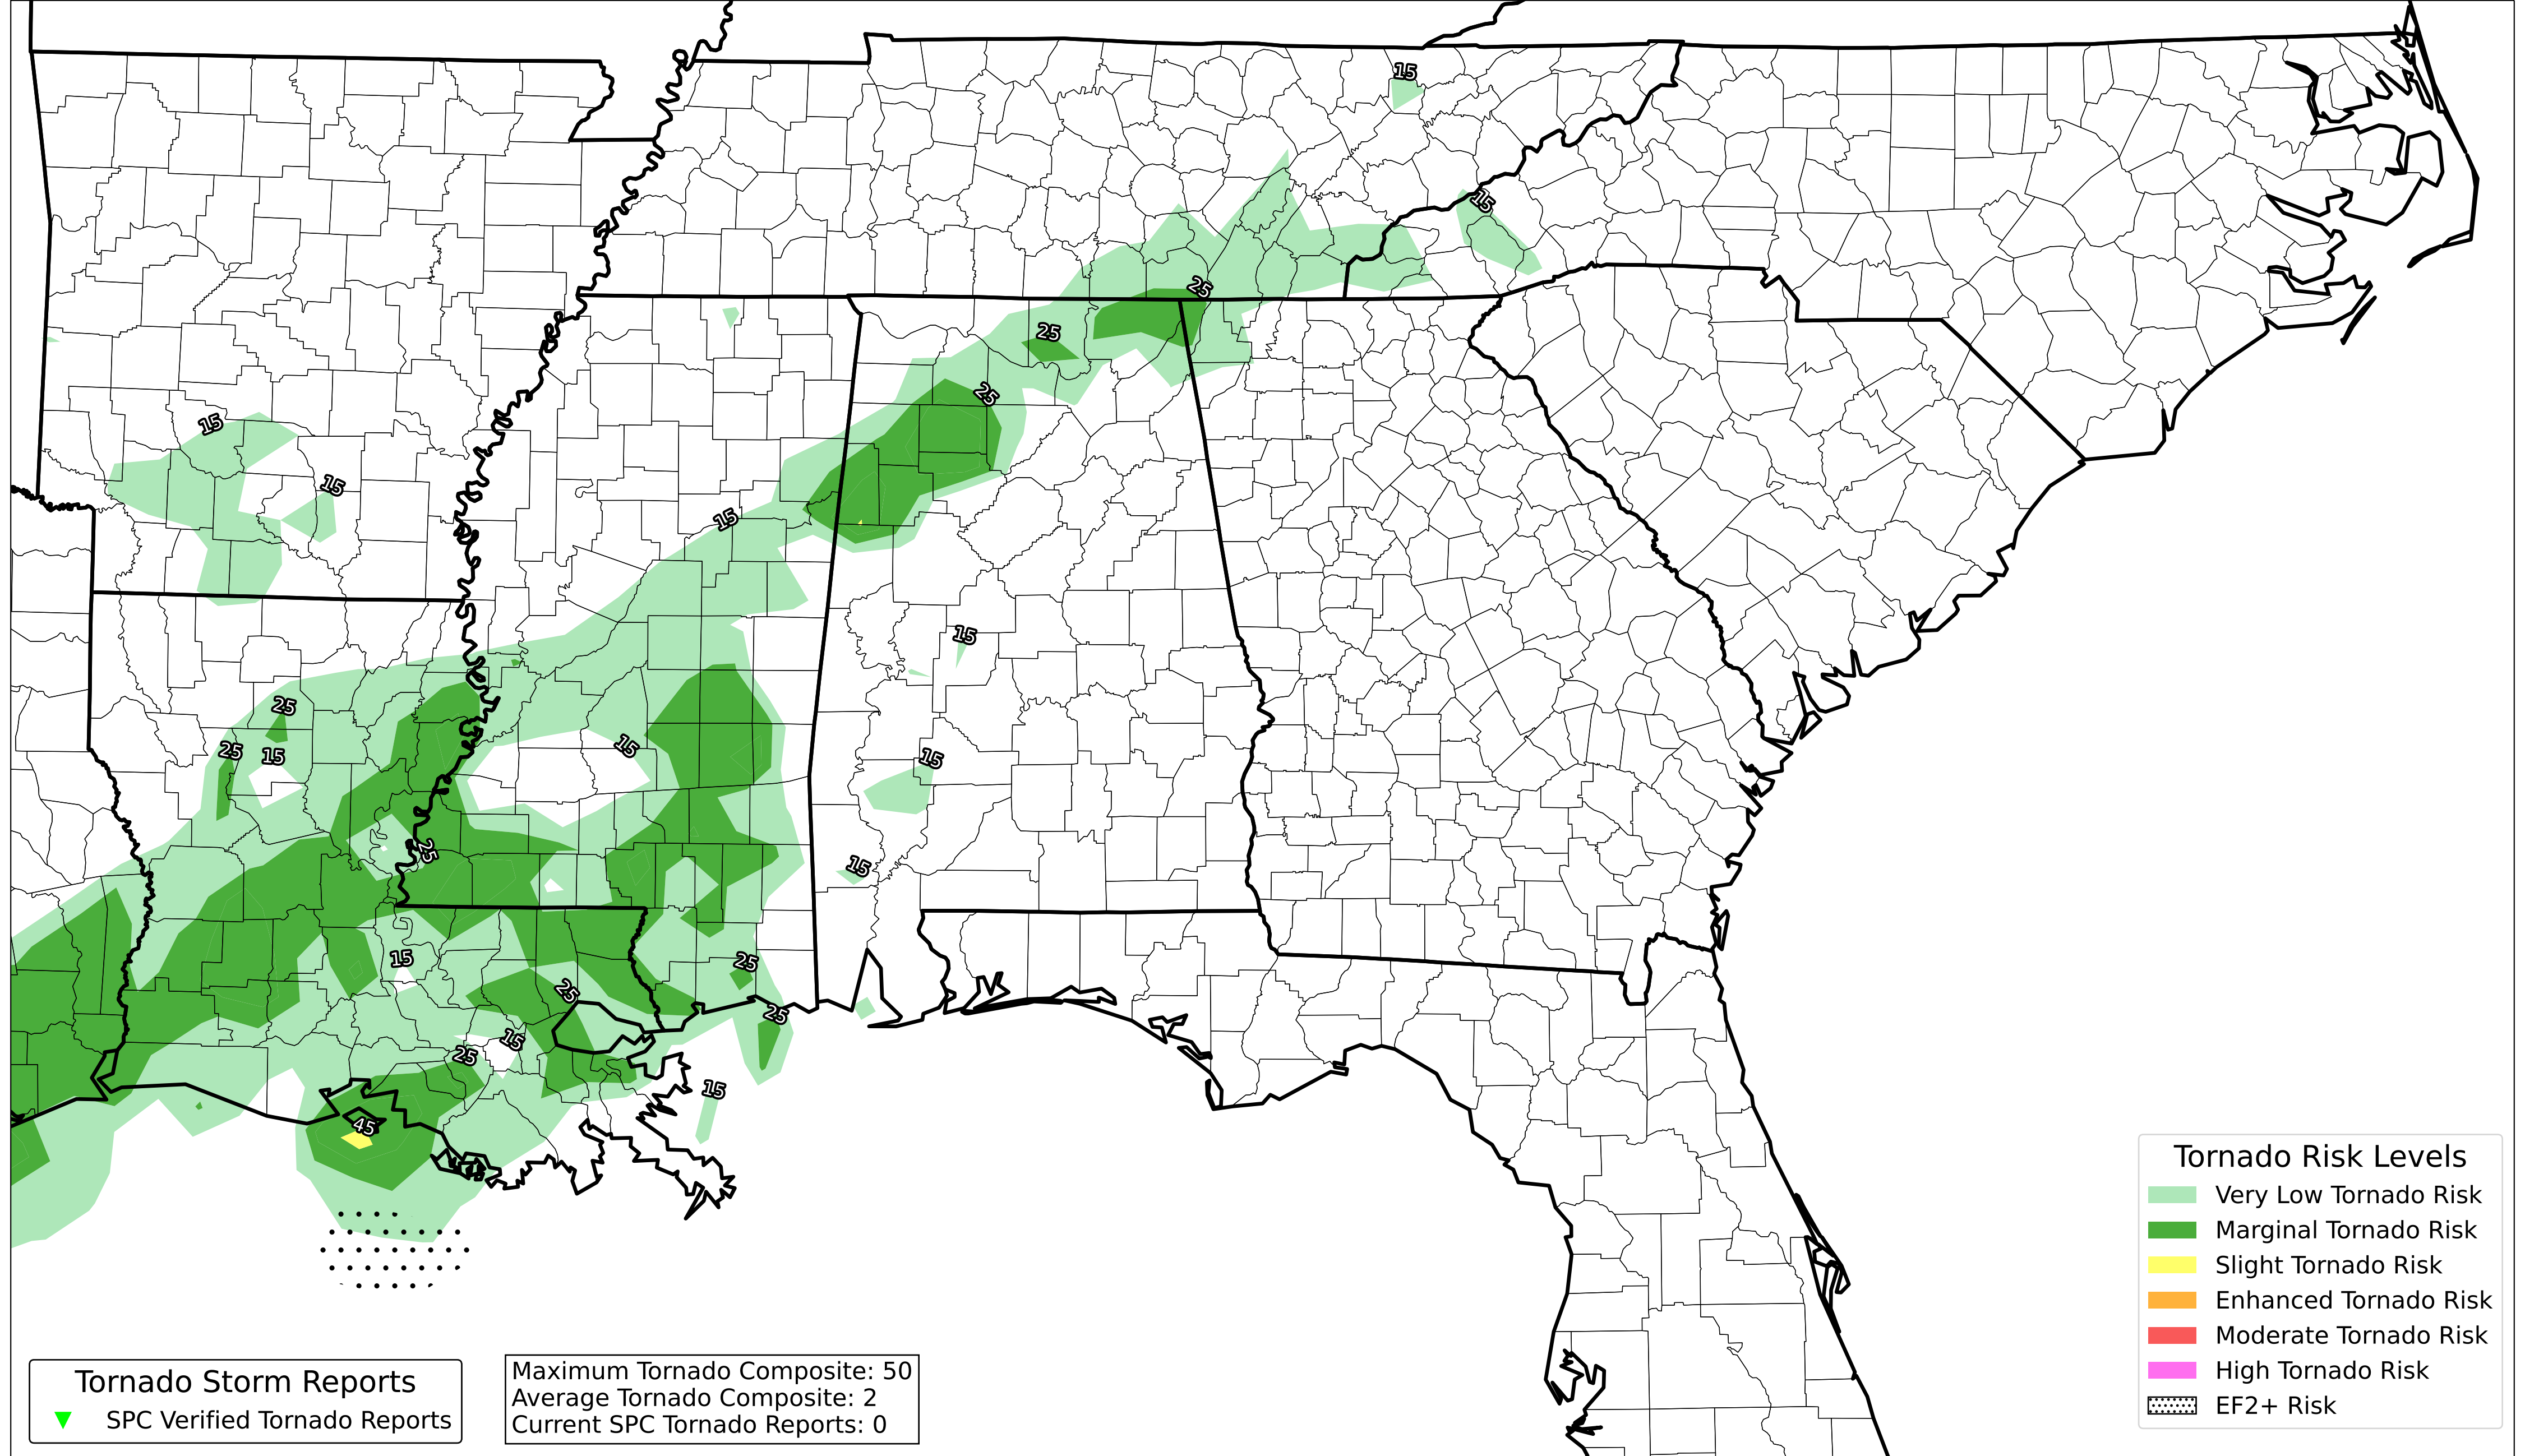 15
15
25
25
25
15
15
15
15
25
25
15
15
15
25
15
15
25
25
25
15
25
15
45
Tornado Risk Levels
Very Low Tornado Risk
Marginal Tornado Risk
Slight Tornado Risk
Enhanced Tornado Risk
Moderate Tornado Risk
High Tornado Risk
EF2+ Risk
Tornado Storm Reports
SPC Verified Tornado Reports
Maximum Tornado Composite: 50
Average Tornado Composite: 2
Current SPC Tornado Reports: 0